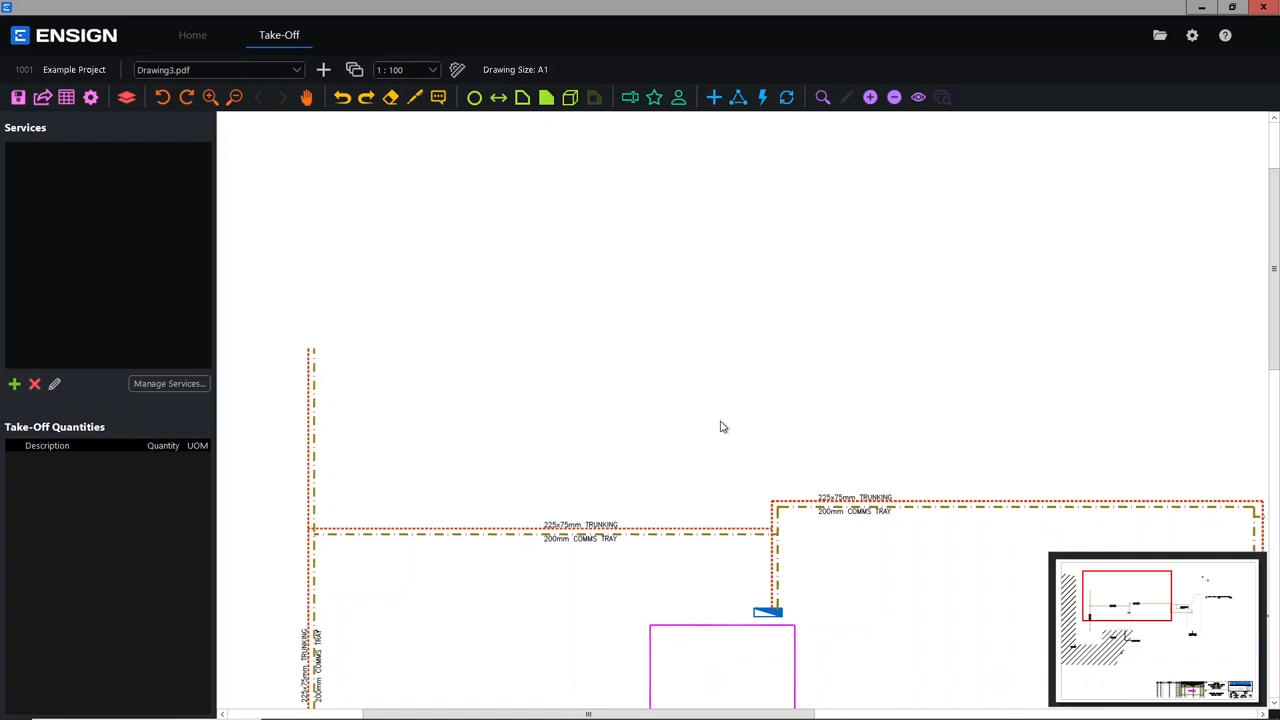 ENSIGN
Home
Take-Off
1001
Example Project
Drawing3.pdf
1 : 100
Drawing Size: A1
Services
Manage Services...
Take-Off Quantities
Description
Quantity
UOM
225x75mm TRUNKING
200mm COMMS TRAY
225x75mm TRUNKING
200mm COMMS TRAY
225x75mm TRUNKING
200mm COMMS TRAY